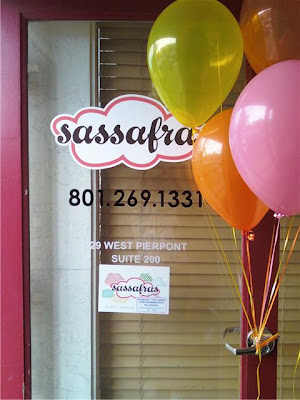 sassafras
801.269.1331
29 WEST PIERPONT
SUITE 200
sassafras